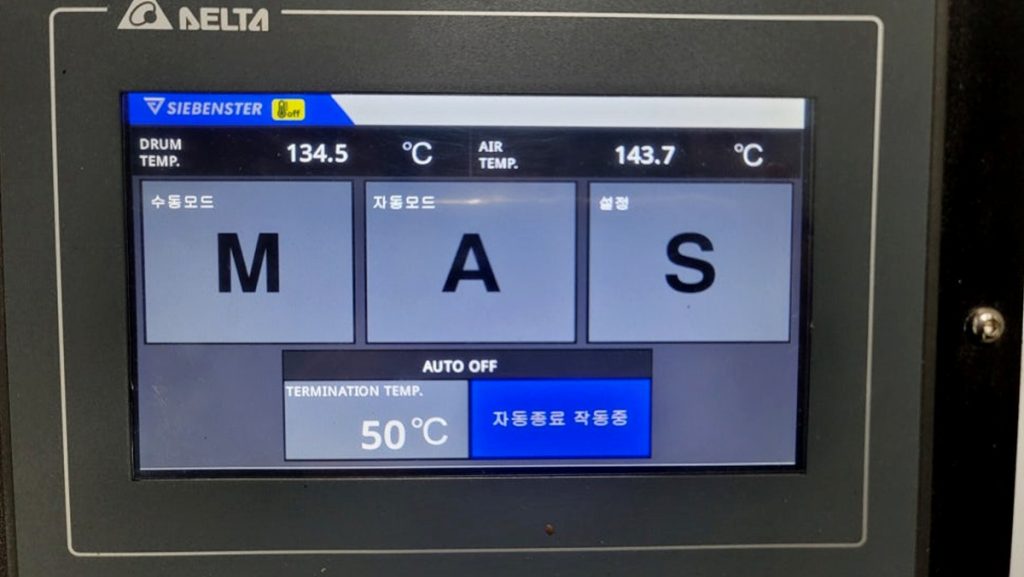 DELTA
SIEBENSTER
off
DRUM TEMP. 134.5 ℃
AIR TEMP. 143.7 ℃
수동모드
M
자동모드
A
설정
S
AUTO OFF
TERMINATION TEMP.
50℃
자동종료 작동중